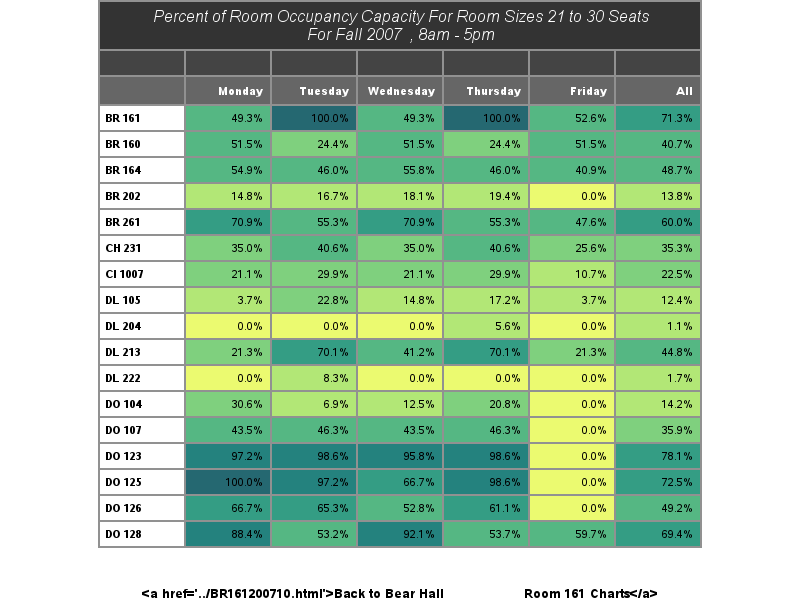 Percent of Room Occupancy Capacity For Room Sizes 21 to 30 Seats
For Fall 2007 , 8am - 5pm
Monday Tuesday Wednesday Thursday Friday All
BR 161 49.3% 100.0% 49.3% 100.0% 52.6% 71.3%
BR 160 51.5% 24.4% 51.5% 24.4% 51.5% 40.7%
BR 164 54.9% 46.0% 55.8% 46.0% 40.9% 48.7%
BR 202 14.8% 16.7% 18.1% 19.4% 0.0% 13.8%
BR 261 70.9% 55.3% 70.9% 55.3% 47.6% 60.0%
CH 231 35.0% 40.6% 35.0% 40.6% 25.6% 35.3%
CI 1007 21.1% 29.9% 21.1% 29.9% 10.7% 22.5%
DL 105 3.7% 22.8% 14.8% 17.2% 3.7% 12.4%
DL 204 0.0% 0.0% 0.0% 5.6% 0.0% 1.1%
DL 213 21.3% 70.1% 41.2% 70.1% 21.3% 44.8%
DL 222 0.0% 8.3% 0.0% 0.0% 0.0% 1.7%
DO 104 30.6% 6.9% 12.5% 20.8% 0.0% 14.2%
DO 107 43.5% 46.3% 43.5% 46.3% 0.0% 35.9%
DO 123 97.2% 98.6% 95.8% 98.6% 0.0% 78.1%
DO 125 100.0% 97.2% 66.7% 98.6% 0.0% 72.5%
DO 126 66.7% 65.3% 52.8% 61.1% 0.0% 49.2%
DO 128 88.4% 53.2% 92.1% 53.7% 59.7% 69.4%
<a href='../BR161200710.html'>Back to Bear Hall Room 161 Charts</a>